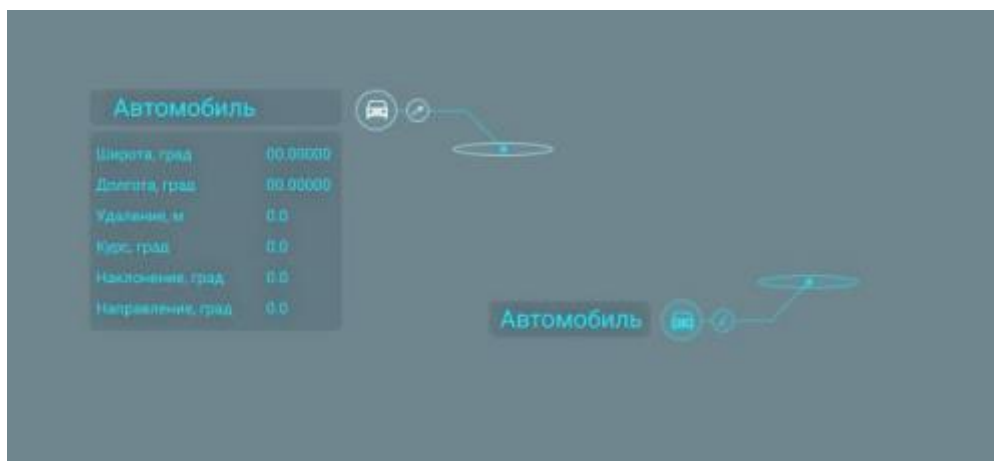 Автомобиль
Широта, град 00.00000
Долгота, град 00.00000
Удаление, м 0.0
Курс, град 0.0
Наклонение, град 0.0
Направление, град 0.0
Автомобиль